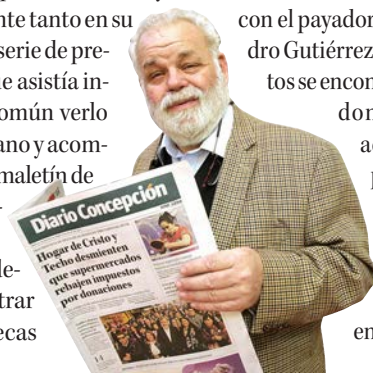 nte tanto en su
serie de pre-
e asistía in-
omún verlo
ano y acom-
maletín de
le-
trar
ecas
con el payador
dro Gutiérrez
tos se encon
don
a
p
en
Diario Concepción
Hogar de Cristo y
Techo desmienten
que supermercados
rebajen impuestos
por donaciones
14